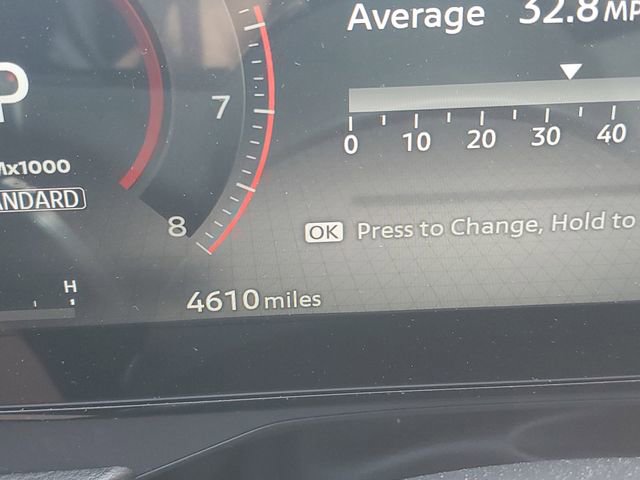 Average 32.8 MP
P
7
0 10 20 30 40
Mx1000
ANDARD
8
OK Press to Change, Hold to
H
4610 miles